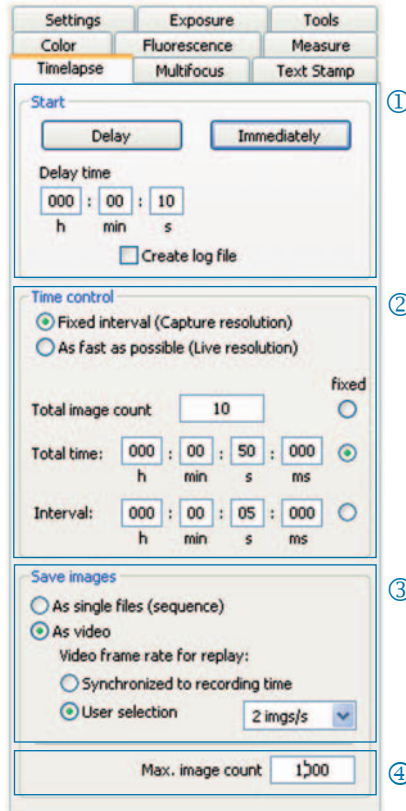 Settings Exposure Tools
Color Fluorescence Measure
Timelapse Multifocus Text Stamp
①
Start
Delay Immediately
Delay time
000 : 00 : 10
h min s
Create log file
②
Time control
Fixed interval (Capture resolution)
As fast as possible (Live resolution)
fixed
Total image count 10
Total time: 000 : 00 : 50 : 000
h min s ms
Interval: 000 : 00 : 05 : 000
h min s ms
③
Save images
As single files (sequence)
As video
Video frame rate for replay:
Synchronized to recording time
User selection 2 imgs/s
④
Max. image count 1000